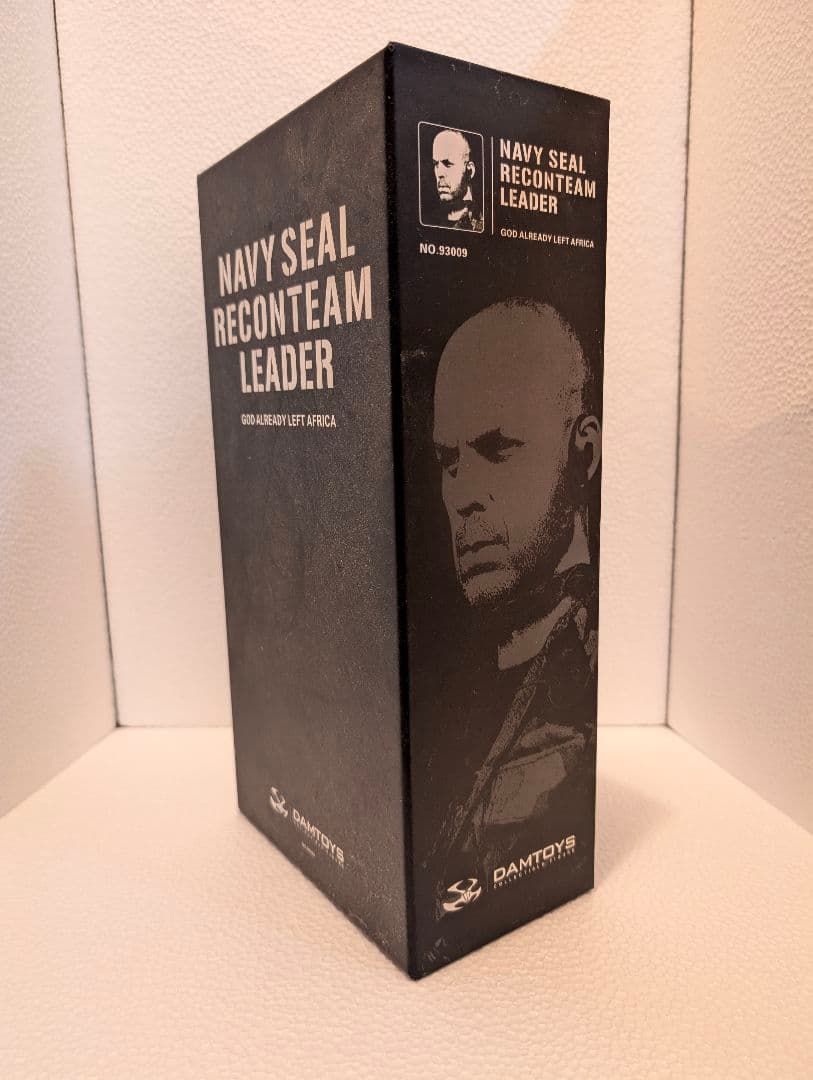 NAVY SEAL
RECONTEAM
LEADER
GOD ALREADY LEFT AFRICA
DAMTOYS
NAVY SEAL
RECONTEAM
LEADER
GOD ALREADY LEFT AFRICA
NO.93009
DAMTOYS
COLLECTIBLE FIGURE